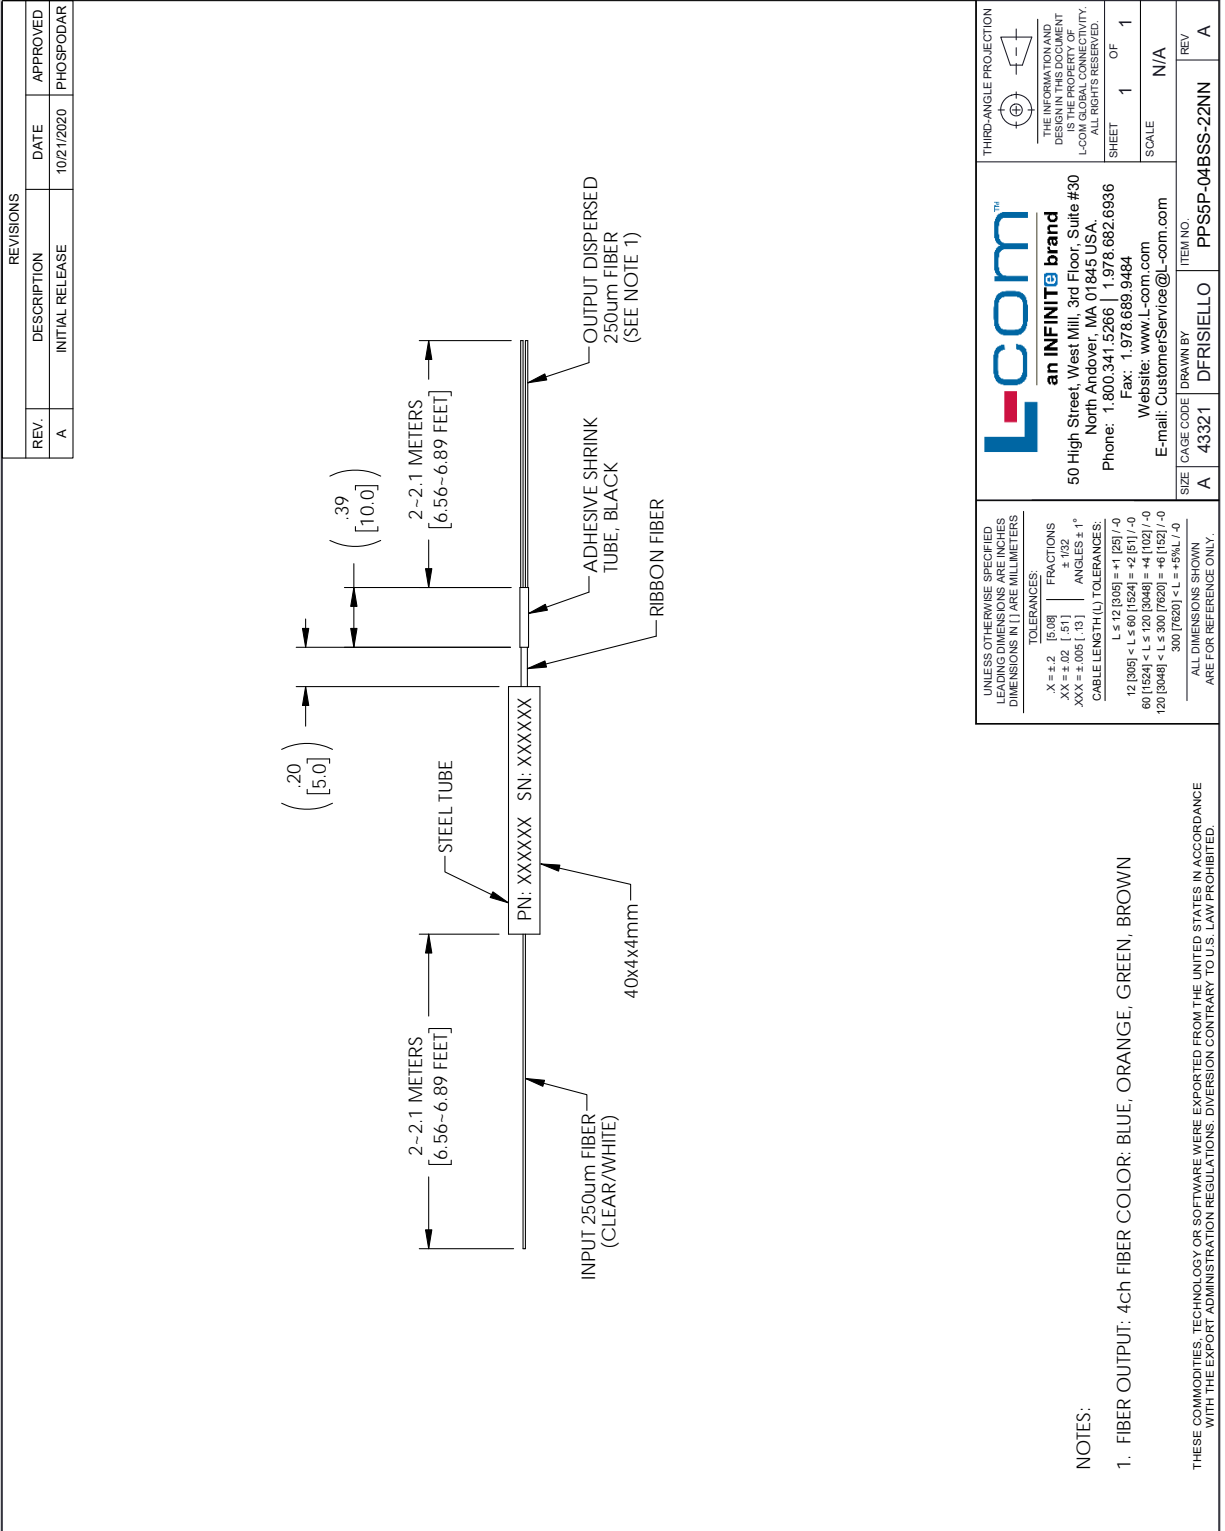 REVISIONS
REV. DESCRIPTION DATE APPROVED
A INITIAL RELEASE 10/21/2020 PHOSPODAR
( .20 [5.0] )
( .39 [10.0] )
2~2.1 METERS
[6.56~6.89 FEET]
STEEL TUBE
2~2.1 METERS
[6.56~6.89 FEET]
PN: XXXXXX SN: XXXXXX
INPUT 250um FIBER
(CLEAR/WHITE)
40x4x4mm
RIBBON FIBER
ADHESIVE SHRINK
TUBE, BLACK
OUTPUT DISPERSED
250um FIBER
(SEE NOTE 1)
NOTES:
1. FIBER OUTPUT: 4Ch FIBER COLOR: BLUE, ORANGE, GREEN, BROWN
THESE COMMODITIES, TECHNOLOGY OR SOFTWARE WERE EXPORTED FROM THE UNITED STATES IN ACCORDANCE
WITH THE EXPORT ADMINISTRATION REGULATIONS. DIVERSION CONTRARY TO U.S. LAW PROHIBITED.
UNLESS OTHERWISE SPECIFIED
LEADING DIMENSIONS ARE INCHES
DIMENSIONS IN [ ] ARE MILLIMETERS
TOLERANCES:
.X = ± .2 [5.08] FRACTIONS
.XX = ± .02 [ .51] ± 1/32
.XXX = ± .005 [ .13 ] ANGLES ± 1°
CABLE LENGTH (L) TOLERANCES:
L ≤ 12 [305] = +1 [25] / -0
12 [305] < L ≤ 60 [1524] = +2 [51] / -0
60 [1524] < L ≤ 120 [3048] = +4 [102] / -0
120 [3048] < L ≤ 300 [7620] = +6 [152] / -0
300 [7620] < L = +5%L / -0
ALL DIMENSIONS SHOWN
ARE FOR REFERENCE ONLY.
L-com™
an INFINITe brand
50 High Street, West Mill, 3rd Floor, Suite #30
North Andover, MA 01845 USA.
Phone: 1.800.341.5266 | 1.978.682.6936
Fax: 1.978.689.9484
Website: www.L-com.com
E-mail: CustomerService@L-com.com
THIRD-ANGLE PROJECTION
THE INFORMATION AND
DESIGN IN THIS DOCUMENT
IS THE PROPERTY OF
L-COM GLOBAL CONNECTIVITY.
ALL RIGHTS RESERVED.
SHEET 1 OF 1
SCALE N/A
SIZE A
CAGE CODE 43321
DRAWN BY DFRISIELLO
ITEM NO. PPS5P-04BSS-22NN
REV A